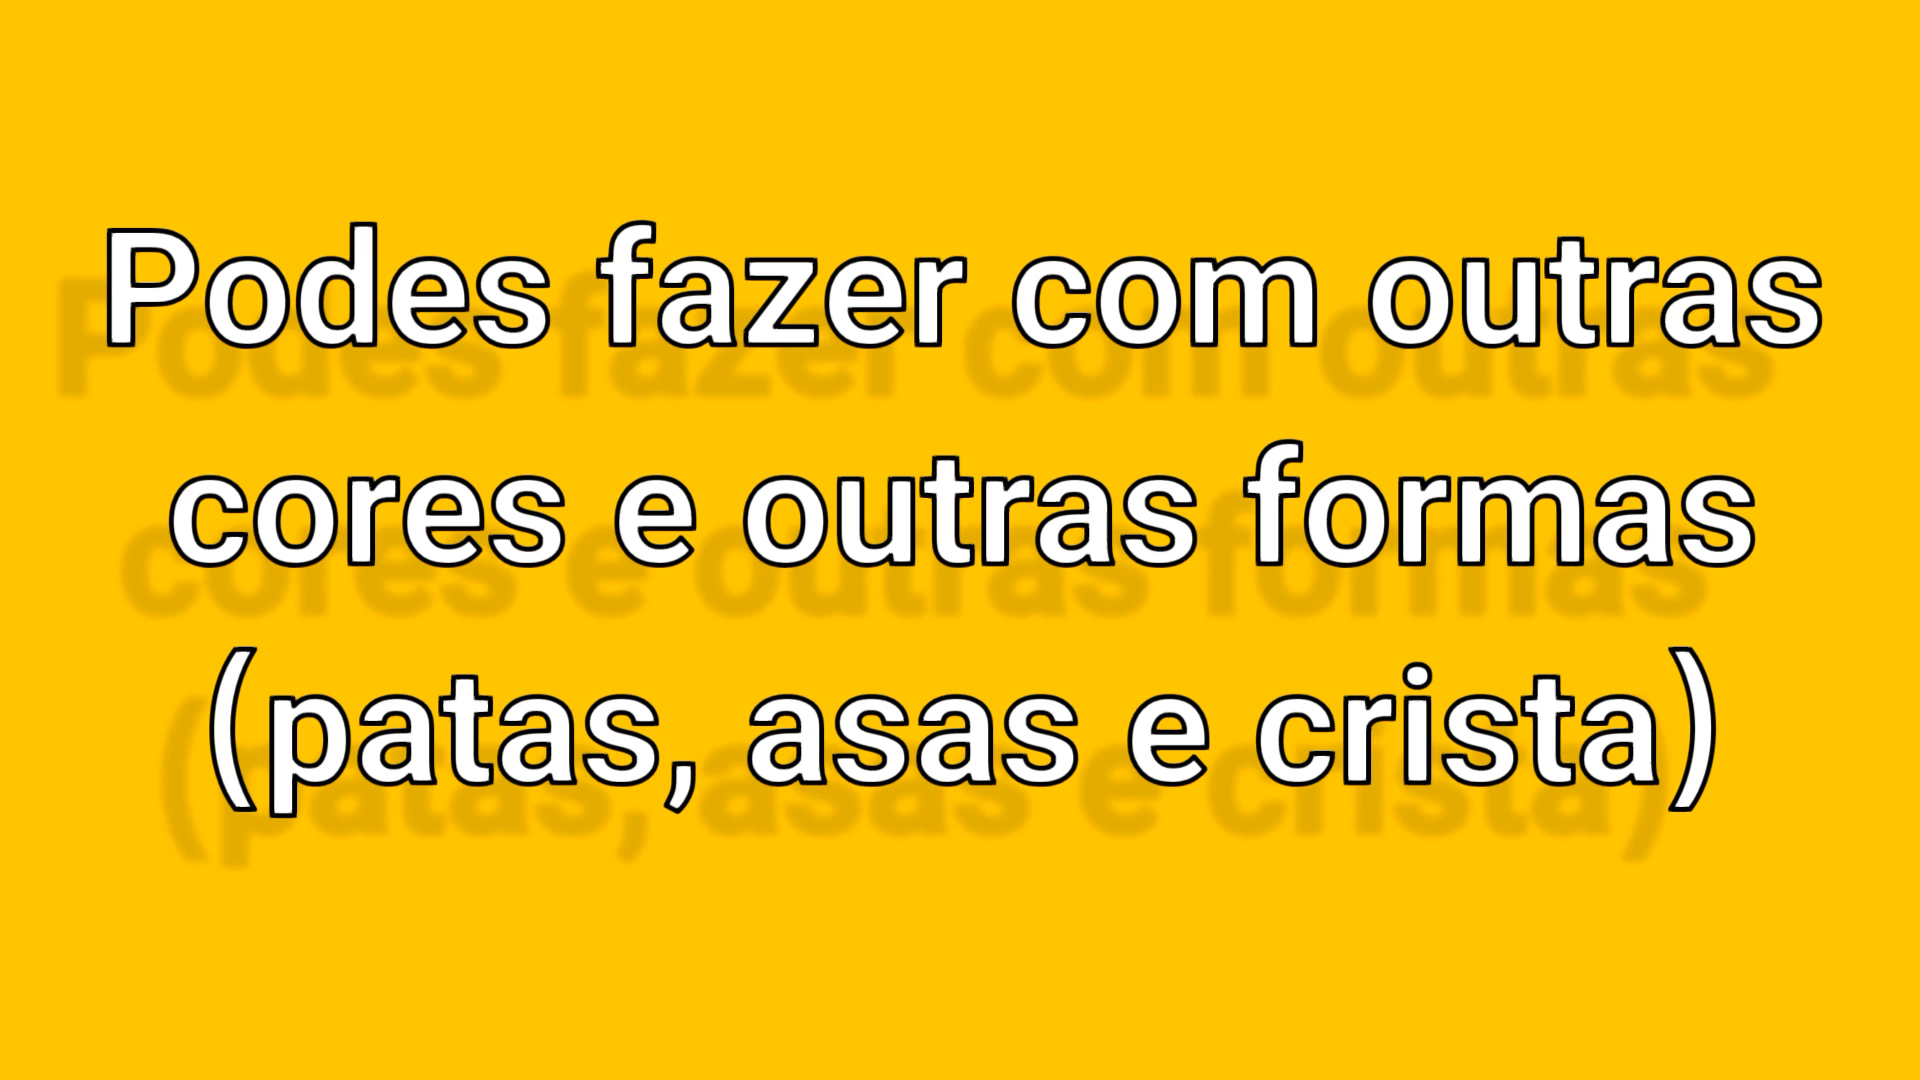 Podes fazer com outras
cores e outras formas
(patas, asas e crista)